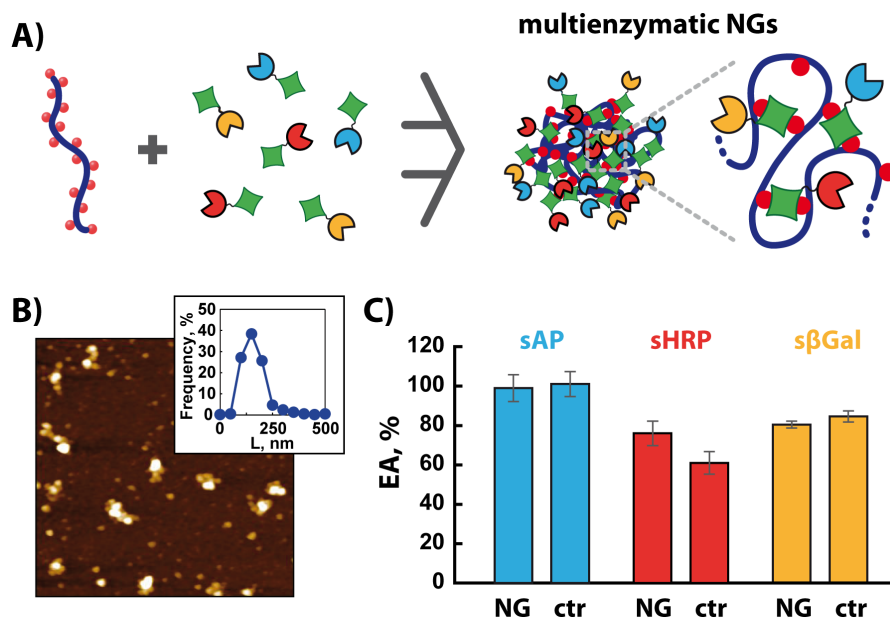 A)
multienzymatic NGs
B)
Frequency, %
50
40
30
20
10
0
0
250
500
L, nm
C)
sAP
sHRP
sβGal
EA, %
120
100
80
60
40
20
0
NG
ctr
NG
ctr
NG
ctr